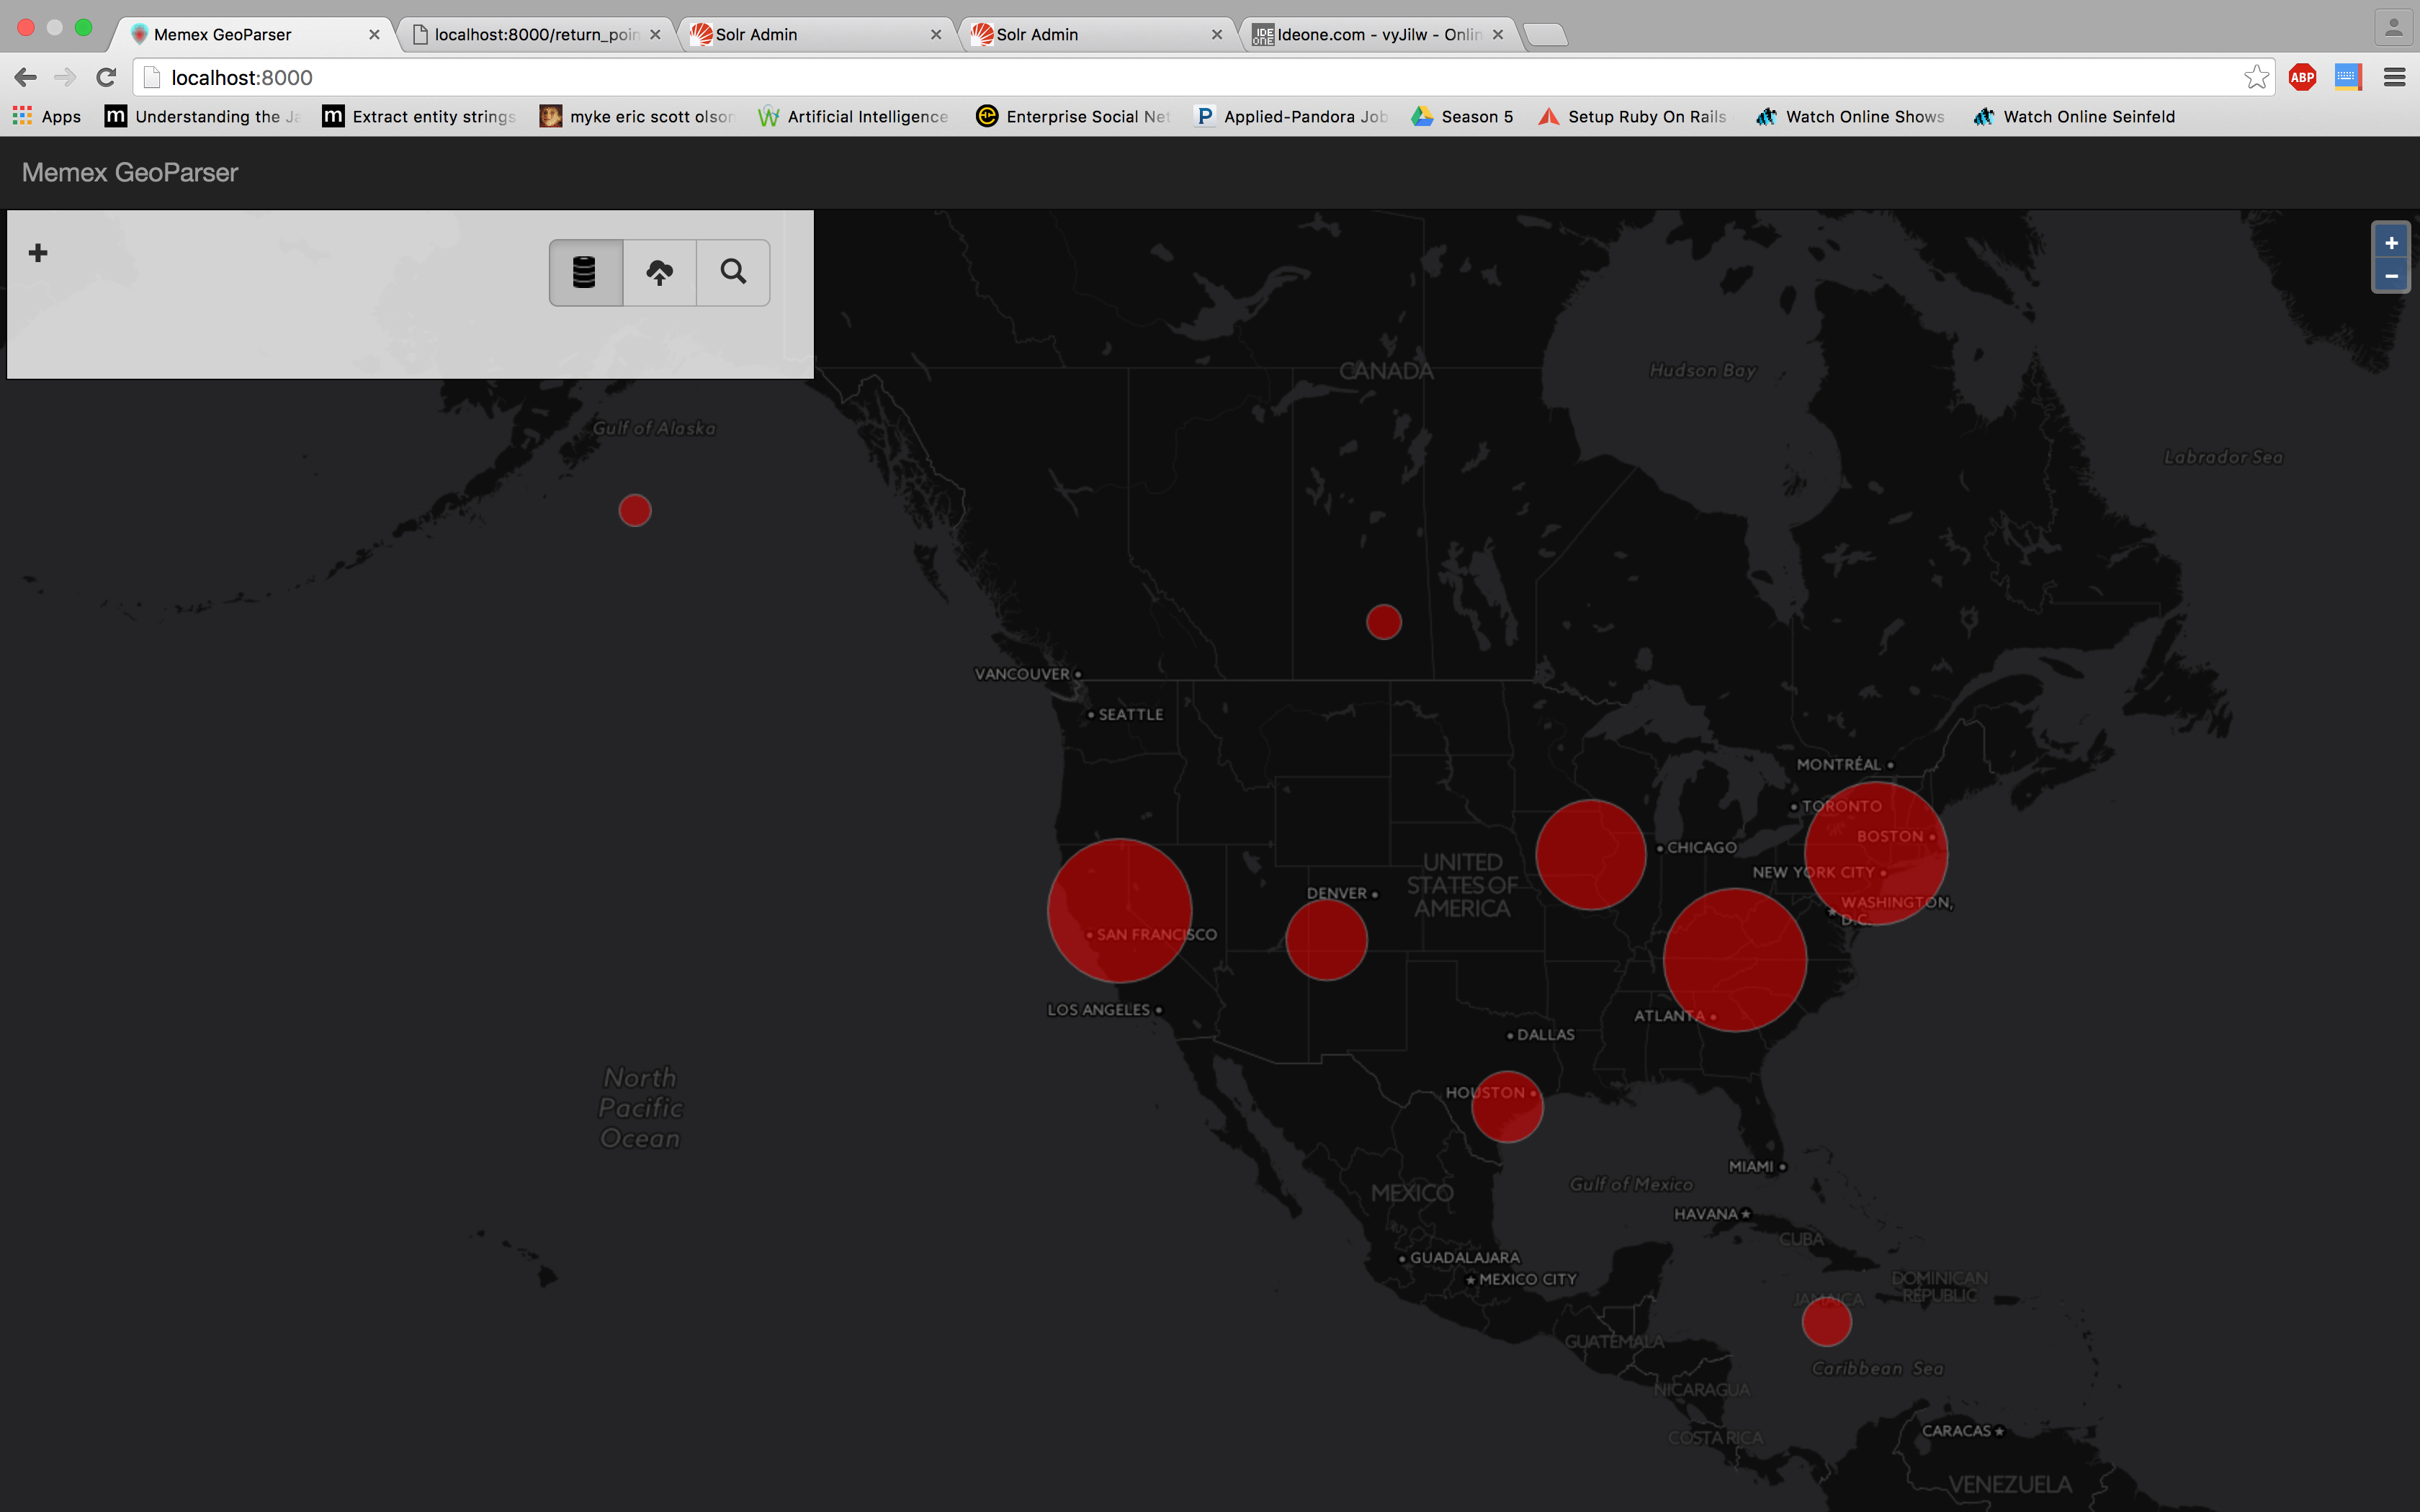 Memex GeoParser
localhost:8000/return_poin
Solr Admin
Solr Admin
Ideone.com - vyJilw - Onlin
localhost:8000
ABP
Apps
Understanding the Ja
Extract entity strings
myke eric scott olson
Artificial Intelligence
Enterprise Social Net
Applied-Pandora Job
Season 5
Setup Ruby On Rails
Watch Online Shows
Watch Online Seinfeld
Memex GeoParser
+
+
−
CANADA
Hudson Bay
Gulf of Alaska
Labrador Sea
VANCOUVER
SEATTLE
MONTRÉAL
TORONTO
BOSTON
CHICAGO
UNITED
STATES OF
AMERICA
NEW YORK CITY
DENVER
WASHINGTON,
D.C.
SAN FRANCISCO
LOS ANGELES
ATLANTA
DALLAS
North
Pacific
Ocean
HOUSTON
MIAMI
Gulf of Mexico
MEXICO
HAVANA
CUBA
GUADALAJARA
MEXICO CITY
DOMINICAN
REPUBLIC
JAMAICA
GUATEMALA
Caribbean Sea
NICARAGUA
CARACAS
COSTA RICA
VENEZUELA